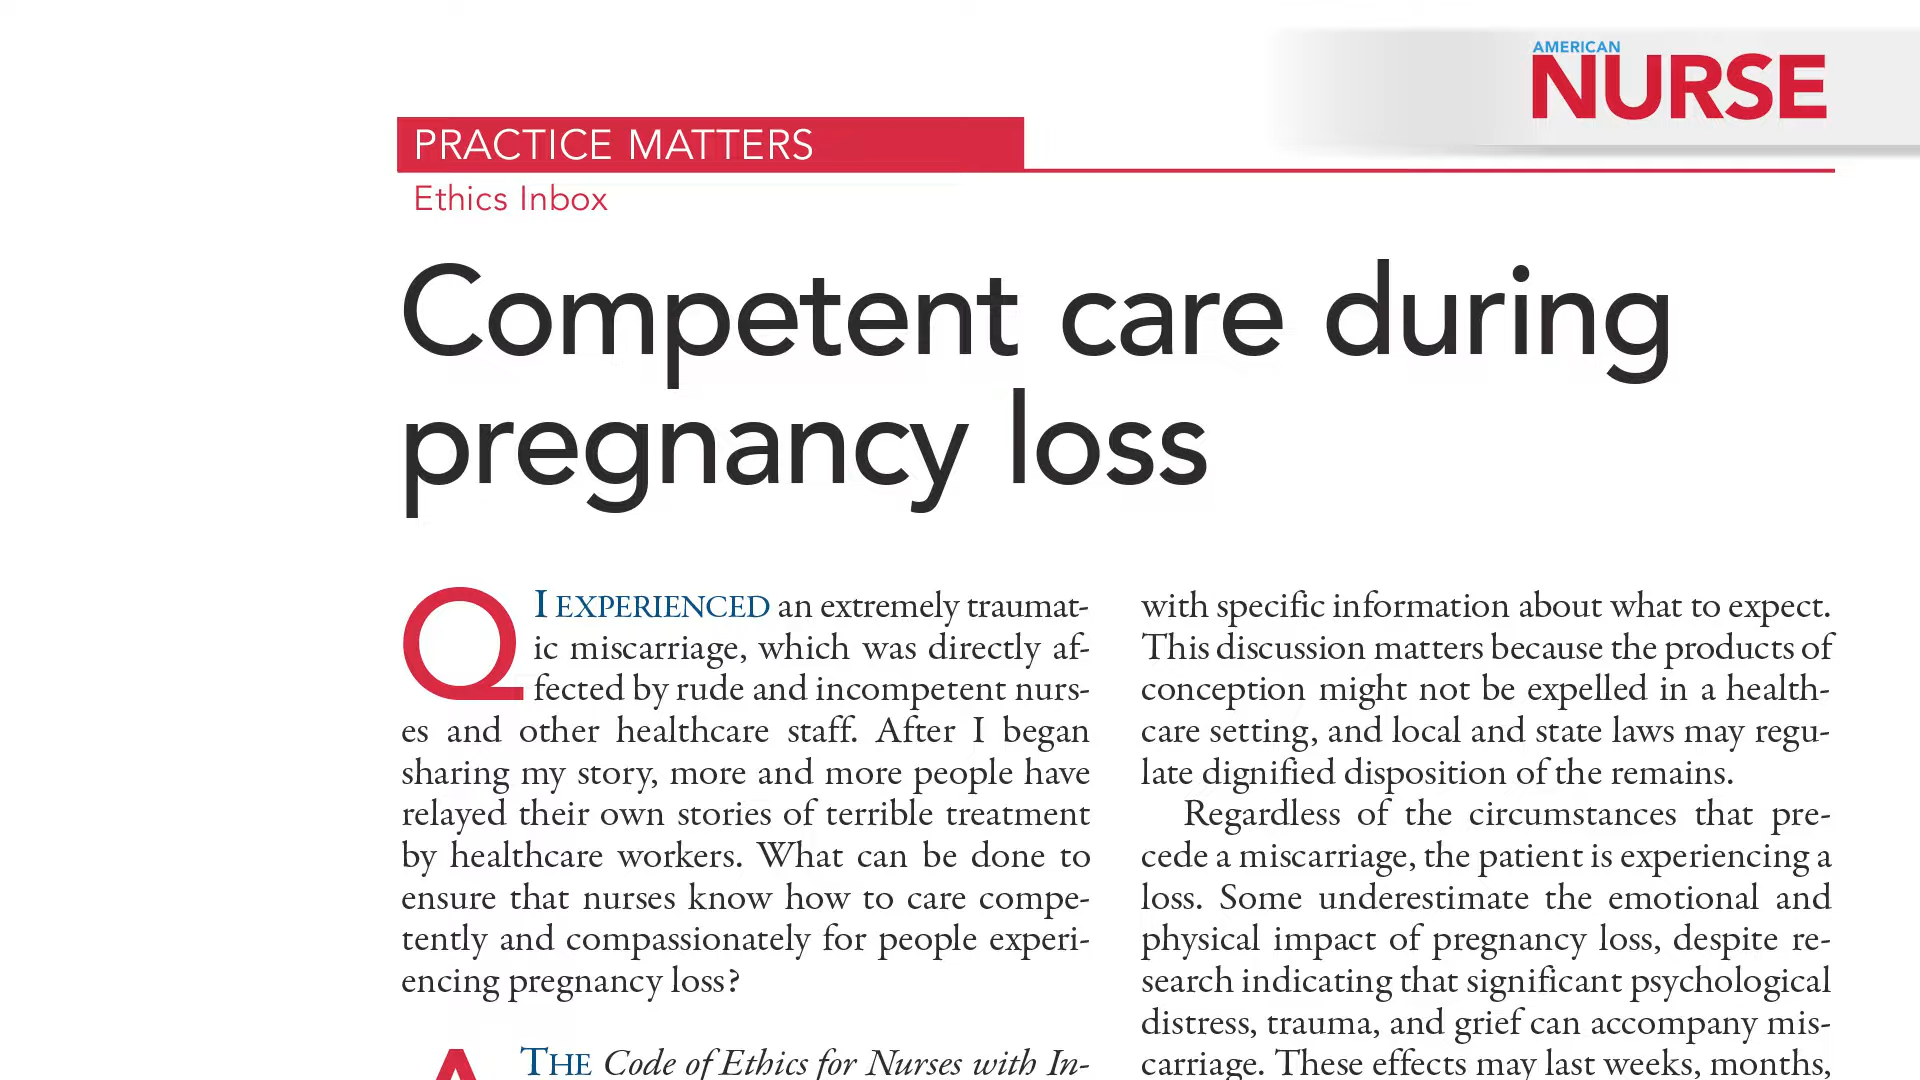 AMERICAN
NURSE
PRACTICE MATTERS
Ethics Inbox
Competent care during
pregnancy loss
Q I EXPERIENCED an extremely traumat-
ic miscarriage, which was directly af-
fected by rude and incompetent nurs-
es and other healthcare staff. After I began
sharing my story, more and more people have
relayed their own stories of terrible treatment
by healthcare workers. What can be done to
ensure that nurses know how to care compe-
tently and compassionately for people experi-
encing pregnancy loss?
A THE Code of Ethics for Nurses with In-
with specific information about what to expect.
This discussion matters because the products of
conception might not be expelled in a health-
care setting, and local and state laws may regu-
late dignified disposition of the remains.
Regardless of the circumstances that pre-
cede a miscarriage, the patient is experiencing a
loss. Some underestimate the emotional and
physical impact of pregnancy loss, despite re-
search indicating that significant psychological
distress, trauma, and grief can accompany mis-
carriage. These effects may last weeks, months,